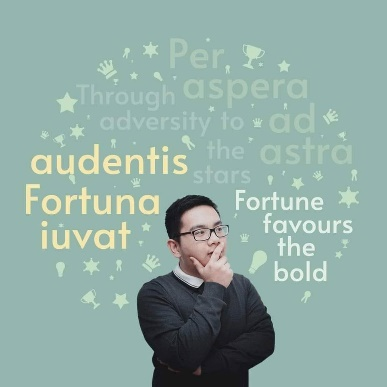 Per
aspera
ad
astra
Through
adversity to
the
stars
audentis
Fortuna
iuvat
Fortune
favours
the
bold